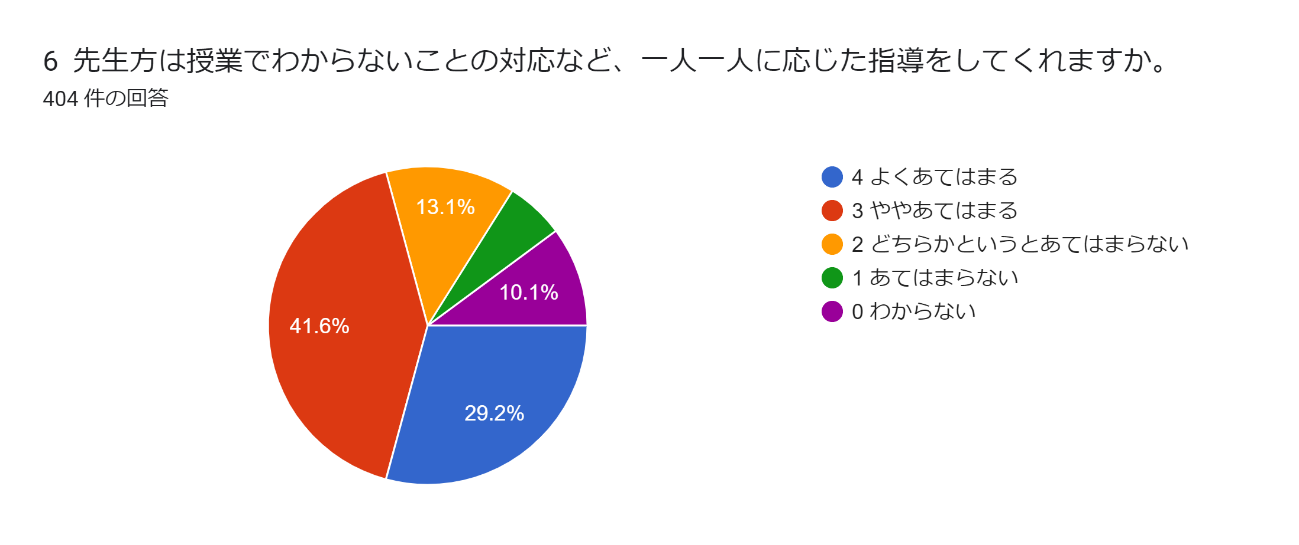 6 先生方は授業でわからないことの対応など、一人一人に応じた指導をしてくれますか。
404 件の回答
13.1%
10.1%
41.6%
29.2%
4 よくあてはまる
3 ややあてはまる
2 どちらかというとあてはまらない
1 あてはまらない
0 わからない